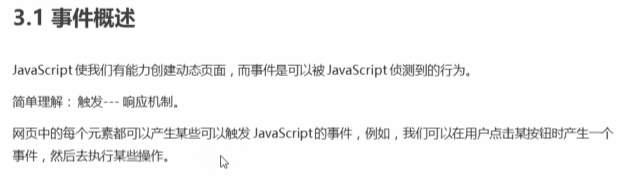 3.1 事件概述
JavaScript 使我们有能力创建动态页面，而事件是可以被 JavaScript 侦测到的行为。
简单理解： 触发--- 响应机制。
网页中的每个元素都可以产生某些可以触发 JavaScript 的事件，例如，我们可以在用户点击某按钮时产生一个
事件，然后去执行某些操作。